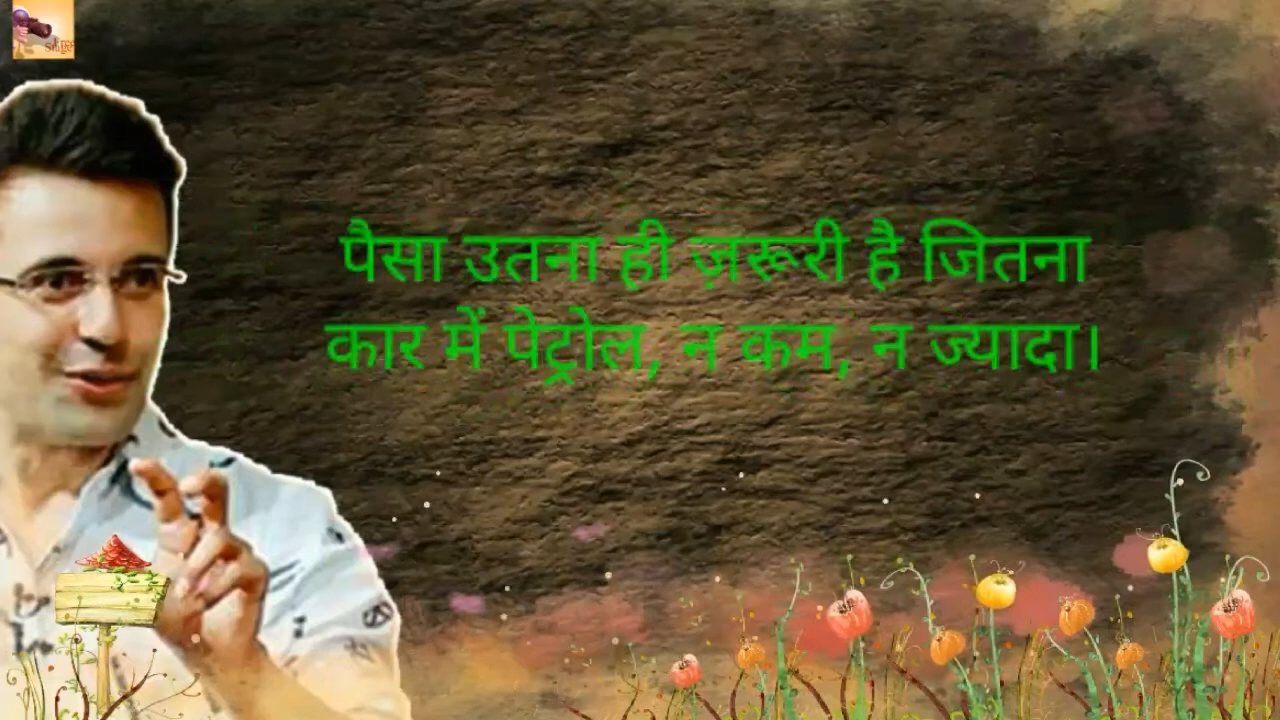 पैसा उतना ही ज़रूरी है जितना
कार में पेट्रोल, न कम, न ज्यादा।